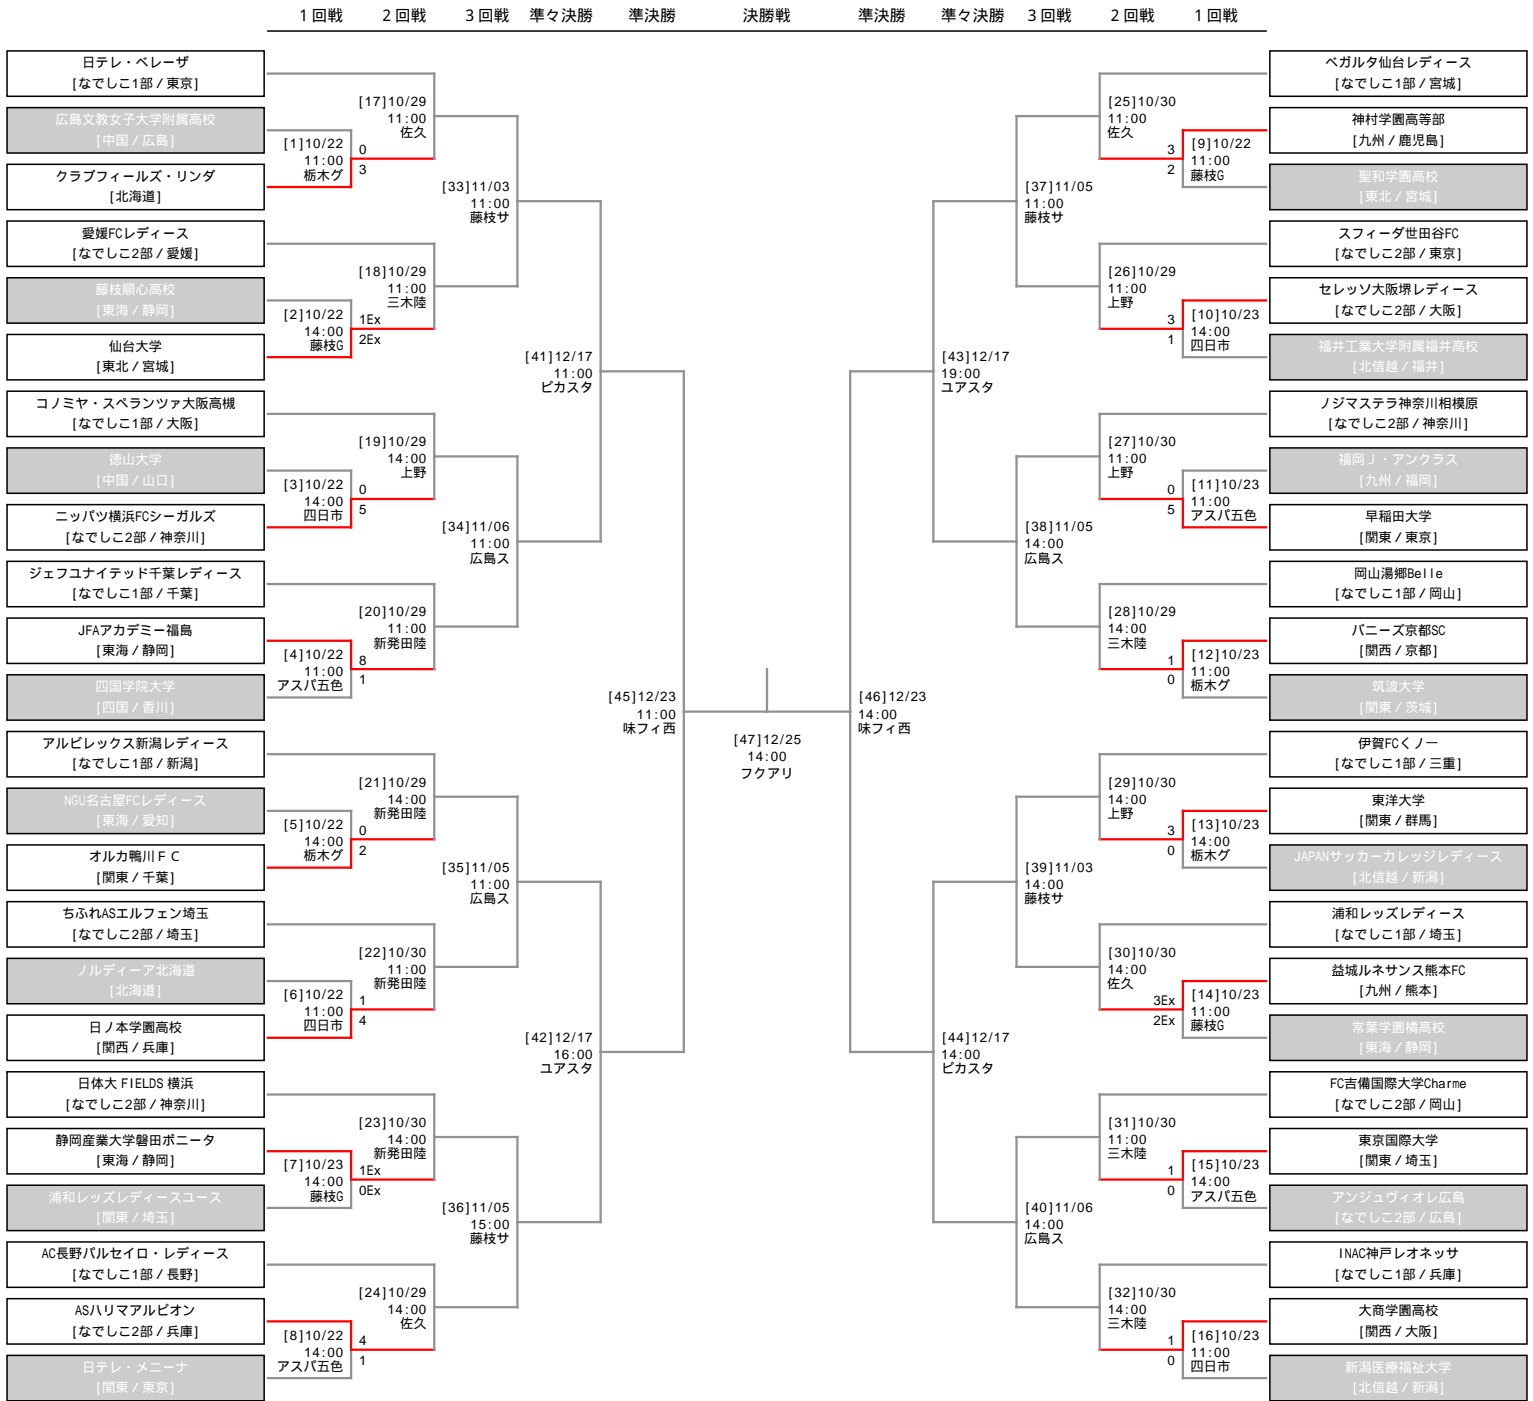 1回戦 2回戦 3回戦 準々決勝 準決勝 決勝戦 準決勝 準々決勝 3回戦 2回戦 1回戦
日テレ・ベレーザ
[なでしこ1部 / 東京]
広島文教女子大学附属高校
[中国 / 広島]
クラブフィールズ・リンダ
[北海道]
愛媛FCレディース
[なでしこ2部 / 愛媛]
藤枝順心高校
[東海 / 静岡]
仙台大学
[東北 / 宮城]
コノミヤ・スペランツァ大阪高槻
[なでしこ1部 / 大阪]
徳山大学
[中国 / 山口]
ニッパツ横浜FCシーガルズ
[なでしこ2部 / 神奈川]
ジェフユナイテッド千葉レディース
[なでしこ1部 / 千葉]
JFAアカデミー福島
[東海 / 静岡]
四国学院大学
[四国 / 香川]
アルビレックス新潟レディース
[なでしこ1部 / 新潟]
NGU名古屋FCレディース
[東海 / 愛知]
オルカ鴨川FC
[関東 / 千葉]
ちふれASエルフェン埼玉
[なでしこ2部 / 埼玉]
ノルディーア北海道
[北海道]
日ノ本学園高校
[関西 / 兵庫]
日体大 FIELDS 横浜
[なでしこ2部 / 神奈川]
静岡産業大学磐田ボニータ
[東海 / 静岡]
浦和レッズレディースユース
[関東 / 埼玉]
AC長野パルセイロ・レディース
[なでしこ1部 / 長野]
ASハリマアルビオン
[なでしこ2部 / 兵庫]
日テレ・メニーナ
[関東 / 東京]
[1]10/22
11:00
栃木グ
0
3
[2]10/22
14:00
藤枝G
1Ex
2Ex
[3]10/22
14:00
四日市
0
5
[4]10/22
11:00
アスパ五色
8
1
[5]10/22
14:00
栃木グ
0
2
[6]10/22
11:00
四日市
1
4
[7]10/23
14:00
藤枝G
1Ex
0Ex
[8]10/22
14:00
アスパ五色
4
1
[17]10/29
11:00
佐久
[18]10/29
11:00
三木陸
[19]10/29
14:00
上野
[20]10/29
11:00
新発田陸
[21]10/29
14:00
新発田陸
[22]10/30
11:00
新発田陸
[23]10/30
14:00
新発田陸
[24]10/29
14:00
佐久
[33]11/03
11:00
藤枝サ
[34]11/06
11:00
広島ス
[35]11/05
11:00
広島ス
[36]11/05
15:00
藤枝サ
[41]12/17
11:00
ピカスタ
[42]12/17
16:00
ユアスタ
[45]12/23
11:00
味フィ西
[47]12/25
14:00
フクアリ
[46]12/23
14:00
味フィ西
[43]12/17
19:00
ユアスタ
[44]12/17
14:00
ピカスタ
[37]11/05
11:00
藤枝サ
[38]11/05
14:00
広島ス
[39]11/03
14:00
藤枝サ
[40]11/06
14:00
広島ス
[25]10/30
11:00
佐久
[26]10/29
11:00
上野
[27]10/30
11:00
上野
[28]10/29
14:00
三木陸
[29]10/30
14:00
上野
[30]10/30
14:00
佐久
[31]10/30
11:00
三木陸
[32]10/30
14:00
三木陸
3
2
[9]10/22
11:00
藤枝G
3
1
[10]10/23
14:00
四日市
0
5
[11]10/23
11:00
アスパ五色
1
0
[12]10/23
11:00
栃木グ
3
0
[13]10/23
14:00
栃木グ
3Ex
2Ex
[14]10/23
11:00
藤枝G
1
0
[15]10/23
14:00
アスパ五色
1
0
[16]10/23
11:00
四日市
ベガルタ仙台レディース
[なでしこ1部 / 宮城]
神村学園高等部
[九州 / 鹿児島]
聖和学園高校
[東北 / 宮城]
スフィーダ世田谷FC
[なでしこ2部 / 東京]
セレッソ大阪堺レディース
[なでしこ2部 / 大阪]
福井工業大学附属福井高校
[北信越 / 福井]
ノジマステラ神奈川相模原
[なでしこ2部 / 神奈川]
福岡J・アンクラス
[九州 / 福岡]
早稲田大学
[関東 / 東京]
岡山湯郷Belle
[なでしこ1部 / 岡山]
バニーズ京都SC
[関西 / 京都]
筑波大学
[関東 / 茨城]
伊賀FCくノ一
[なでしこ1部 / 三重]
東洋大学
[関東 / 群馬]
JAPANサッカーカレッジレディース
[北信越 / 新潟]
浦和レッズレディース
[なでしこ1部 / 埼玉]
益城ルネサンス熊本FC
[九州 / 熊本]
常葉学園橘高校
[東海 / 静岡]
FC吉備国際大学Charme
[なでしこ2部 / 岡山]
東京国際大学
[関東 / 埼玉]
アンジュヴィオレ広島
[なでしこ2部 / 広島]
INAC神戸レオネッサ
[なでしこ1部 / 兵庫]
大商学園高校
[関西 / 大阪]
新潟医療福祉大学
[北信越 / 新潟]